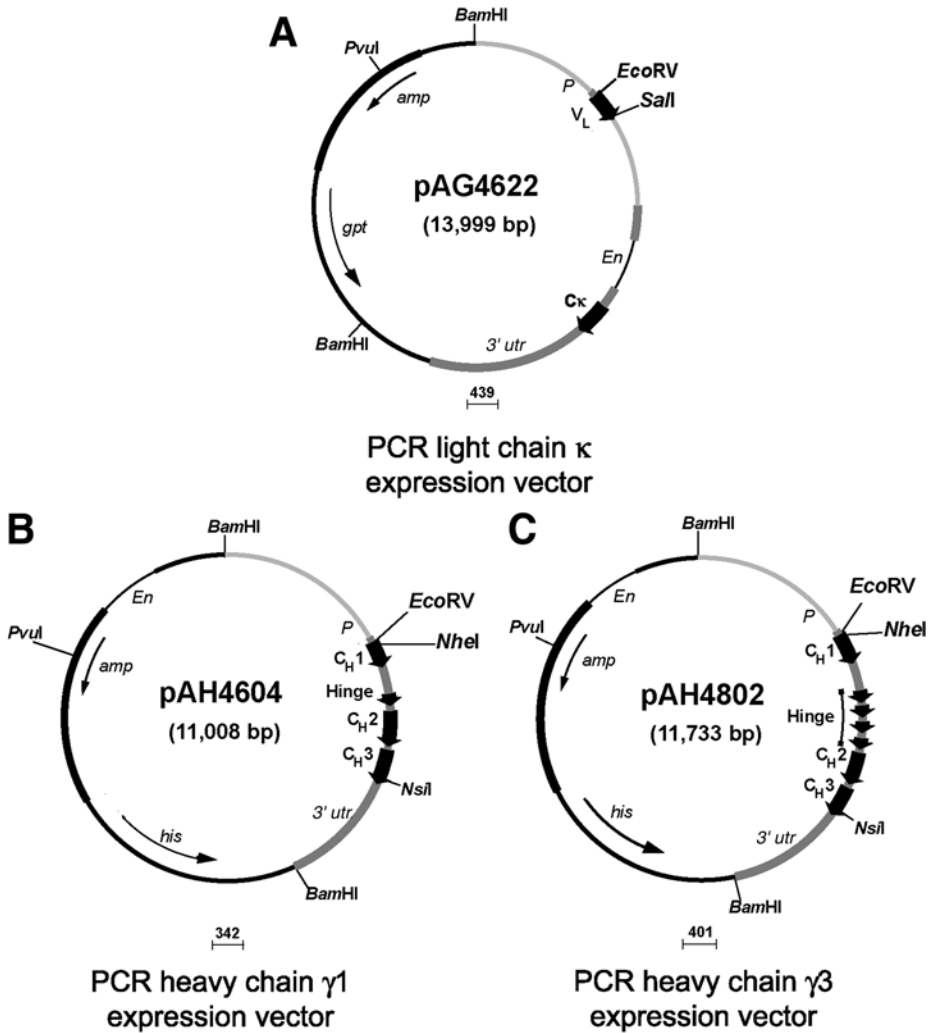 A
BamHI
PvuI
amp
P
EcoRV
SalI
VL
pAG4622
(13,999 bp)
gpt
En
Cκ
BamHI
3' utr
439
PCR light chain κ
expression vector
B
BamHI
En
PvuI
amp
P
EcoRV
NheI
CH1
pAH4604
(11,008 bp)
Hinge
CH2
CH3
NsiI
his
3' utr
BamHI
342
PCR heavy chain γ1
expression vector
C
BamHI
En
PvuI
amp
P
EcoRV
NheI
CH1
pAH4802
(11,733 bp)
Hinge
CH2
CH3
NsiI
his
3' utr
BamHI
401
PCR heavy chain γ3
expression vector